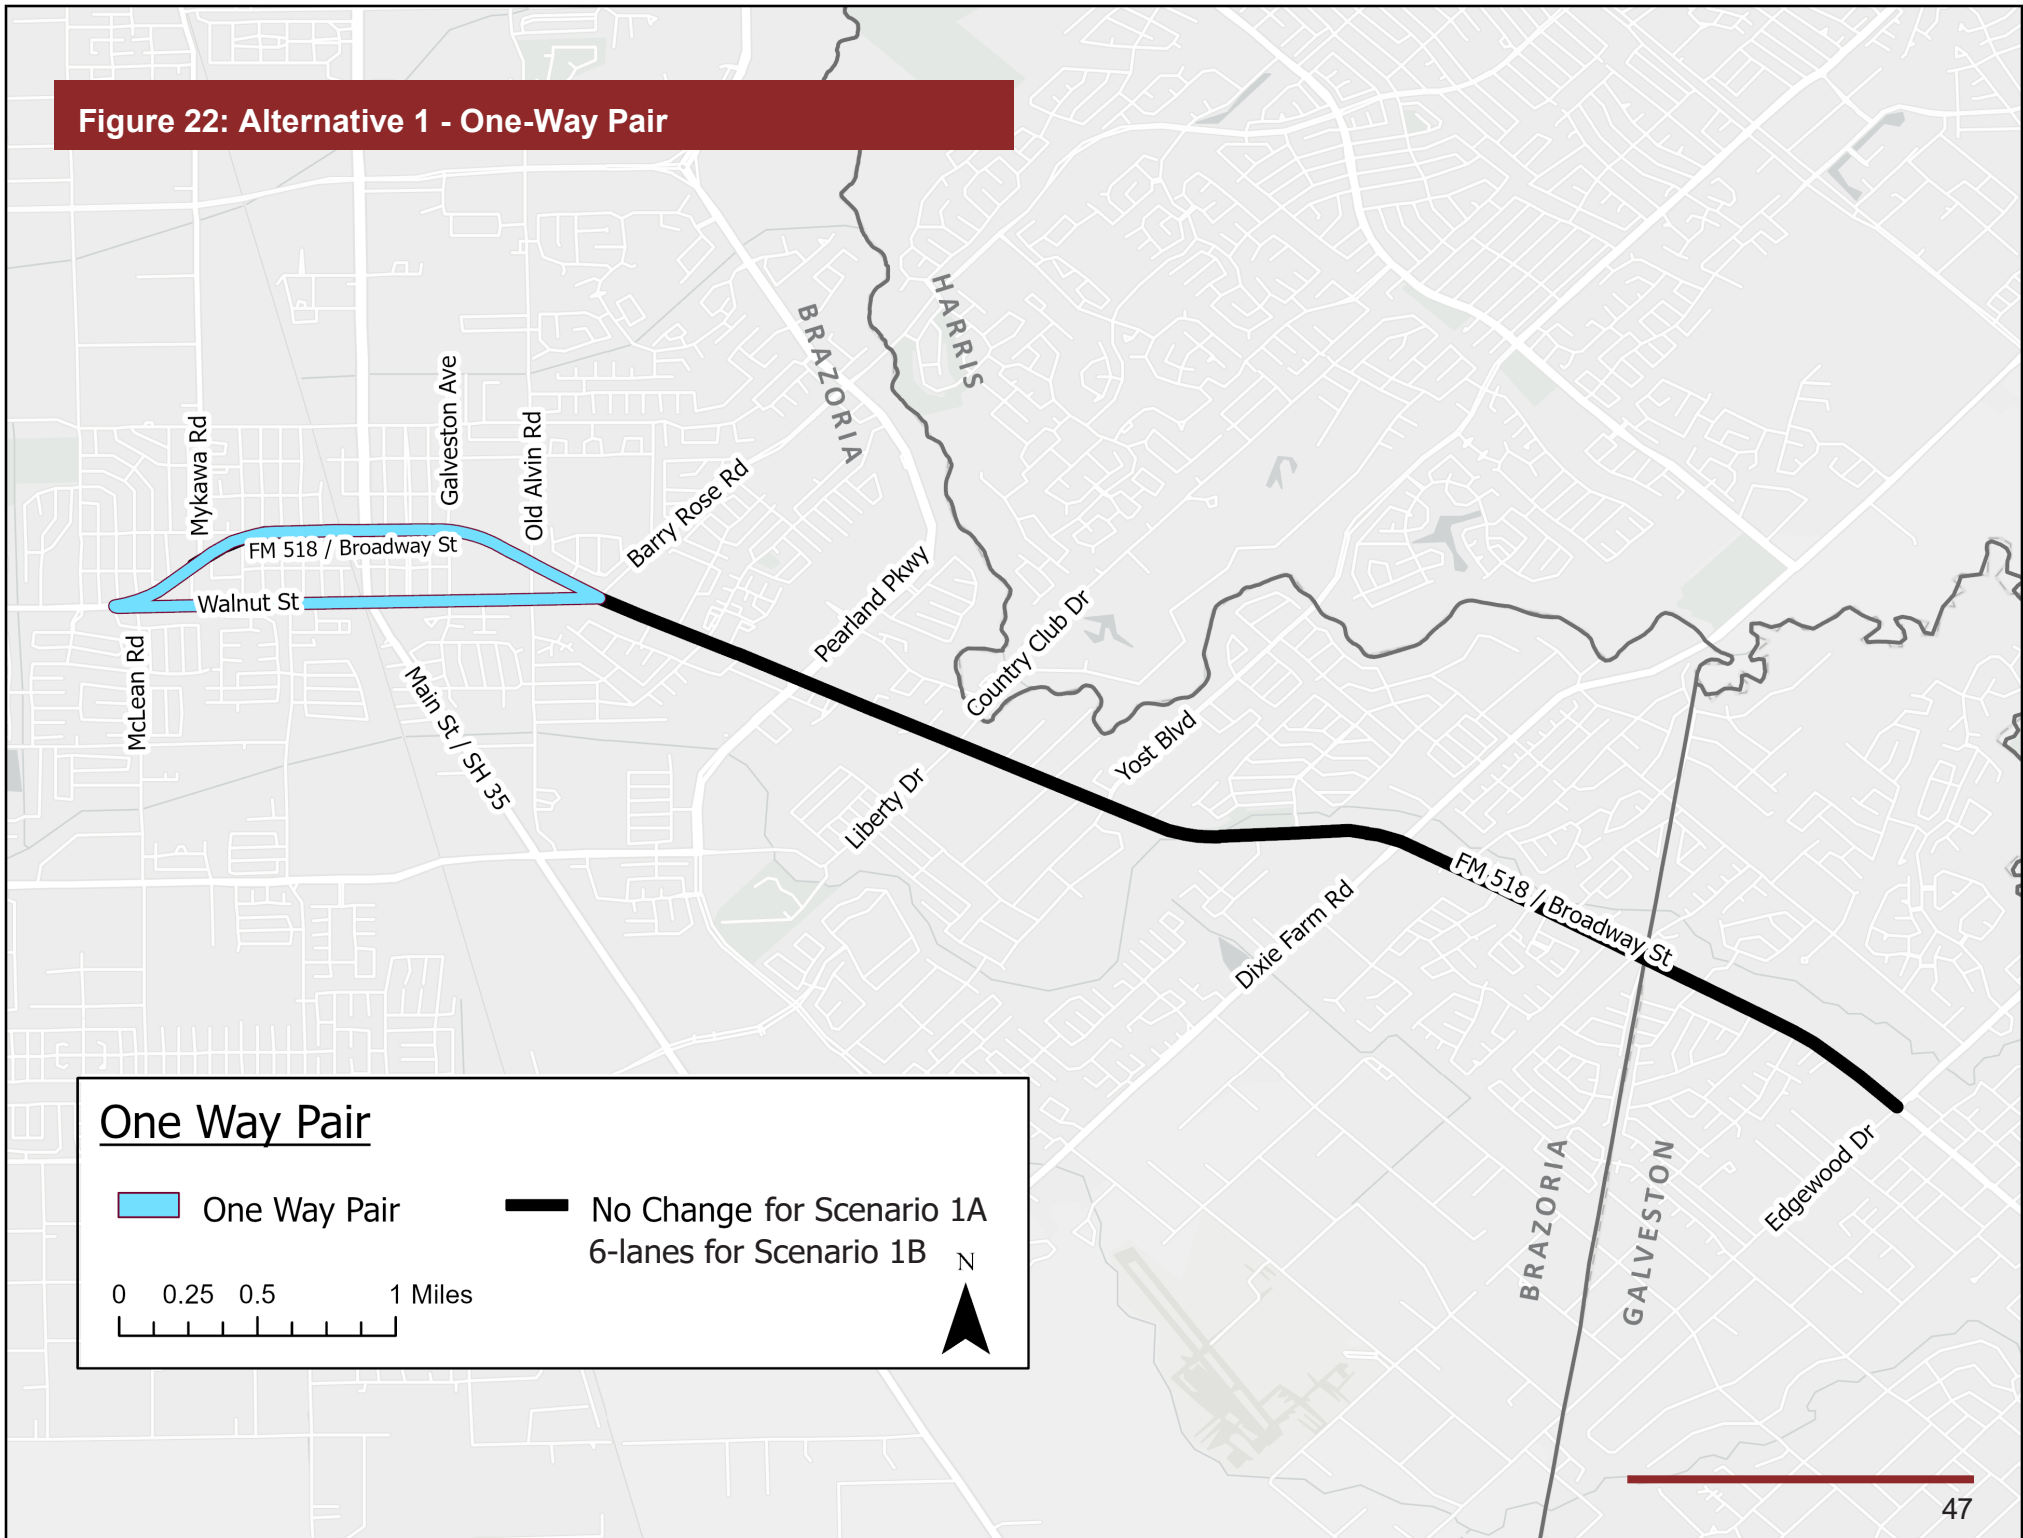 Figure 22: Alternative 1 - One-Way Pair
HARRIS
BRAZORIA
Mykawa Rd
Galveston Ave
Old Alvin Rd
Barry Rose Rd
FM 518 / Broadway St
Walnut St
Pearland Pkwy
Country Club Dr
McLean Rd
Main St / SH 35
Yost Blvd
Liberty Dr
Dixie Farm Rd
FM 518 / Broadway St
BRAZORIA
GALVESTON
Edgewood Dr
One Way Pair
One Way Pair
No Change for Scenario 1A
6-lanes for Scenario 1B
N
0 0.25 0.5 1 Miles
47